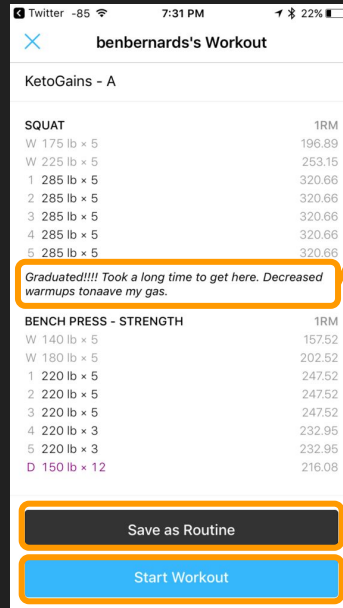 Twitter -85 7:31 PM 22%
benbernards's Workout
KetoGains - A
SQUAT 1RM
W 175 lb × 5 196.89
W 225 lb × 5 253.15
1 285 lb × 5 320.66
2 285 lb × 5 320.66
3 285 lb × 5 320.66
4 285 lb × 5 320.66
5 285 lb × 5 320.66
Graduated!!!! Took a long time to get here. Decreased
warmups tonaave my gas.
BENCH PRESS - STRENGTH 1RM
W 140 lb × 5 157.52
W 180 lb × 5 202.52
1 220 lb × 5 247.52
2 220 lb × 5 247.52
3 220 lb × 5 247.52
4 220 lb × 3 232.95
5 220 lb × 3 232.95
D 150 lb × 12 216.08
Save as Routine
Start Workout